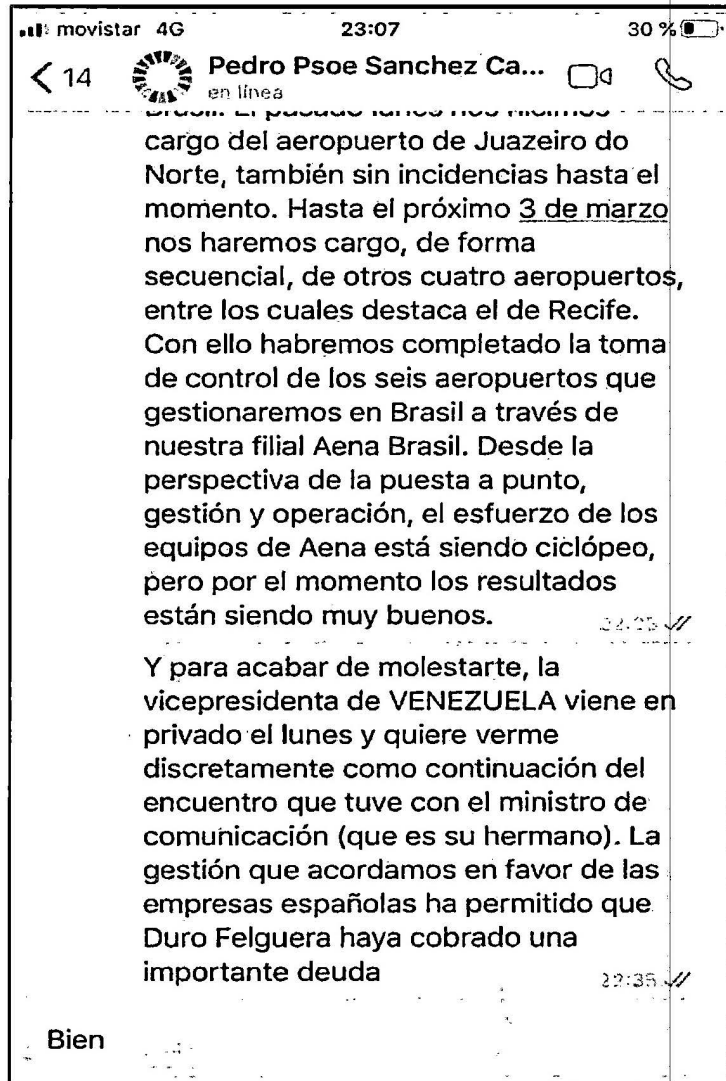 movistar 4G 23:07 30 %
14 Pedro Psoe Sanchez Ca...
en línea
Brasil. El pasado lunes nos hicimos
cargo del aeropuerto de Juazeiro do
Norte, también sin incidencias hasta el
momento. Hasta el próximo 3 de marzo
nos haremos cargo, de forma
secuencial, de otros cuatro aeropuertos,
entre los cuales destaca el de Recife.
Con ello habremos completado la toma
de control de los seis aeropuertos que
gestionaremos en Brasil a través de
nuestra filial Aena Brasil. Desde la
perspectiva de la puesta a punto,
gestión y operación, el esfuerzo de los
equipos de Aena está siendo ciclópeo,
pero por el momento los resultados
están siendo muy buenos.
Y para acabar de molestarte, la
vicepresidenta de VENEZUELA viene en
privado el lunes y quiere verme
discretamente como continuación del
encuentro que tuve con el ministro de
comunicación (que es su hermano). La
gestión que acordamos en favor de las
empresas españolas ha permitido que
Duro Felguera haya cobrado una
importante deuda 22:35
Bien